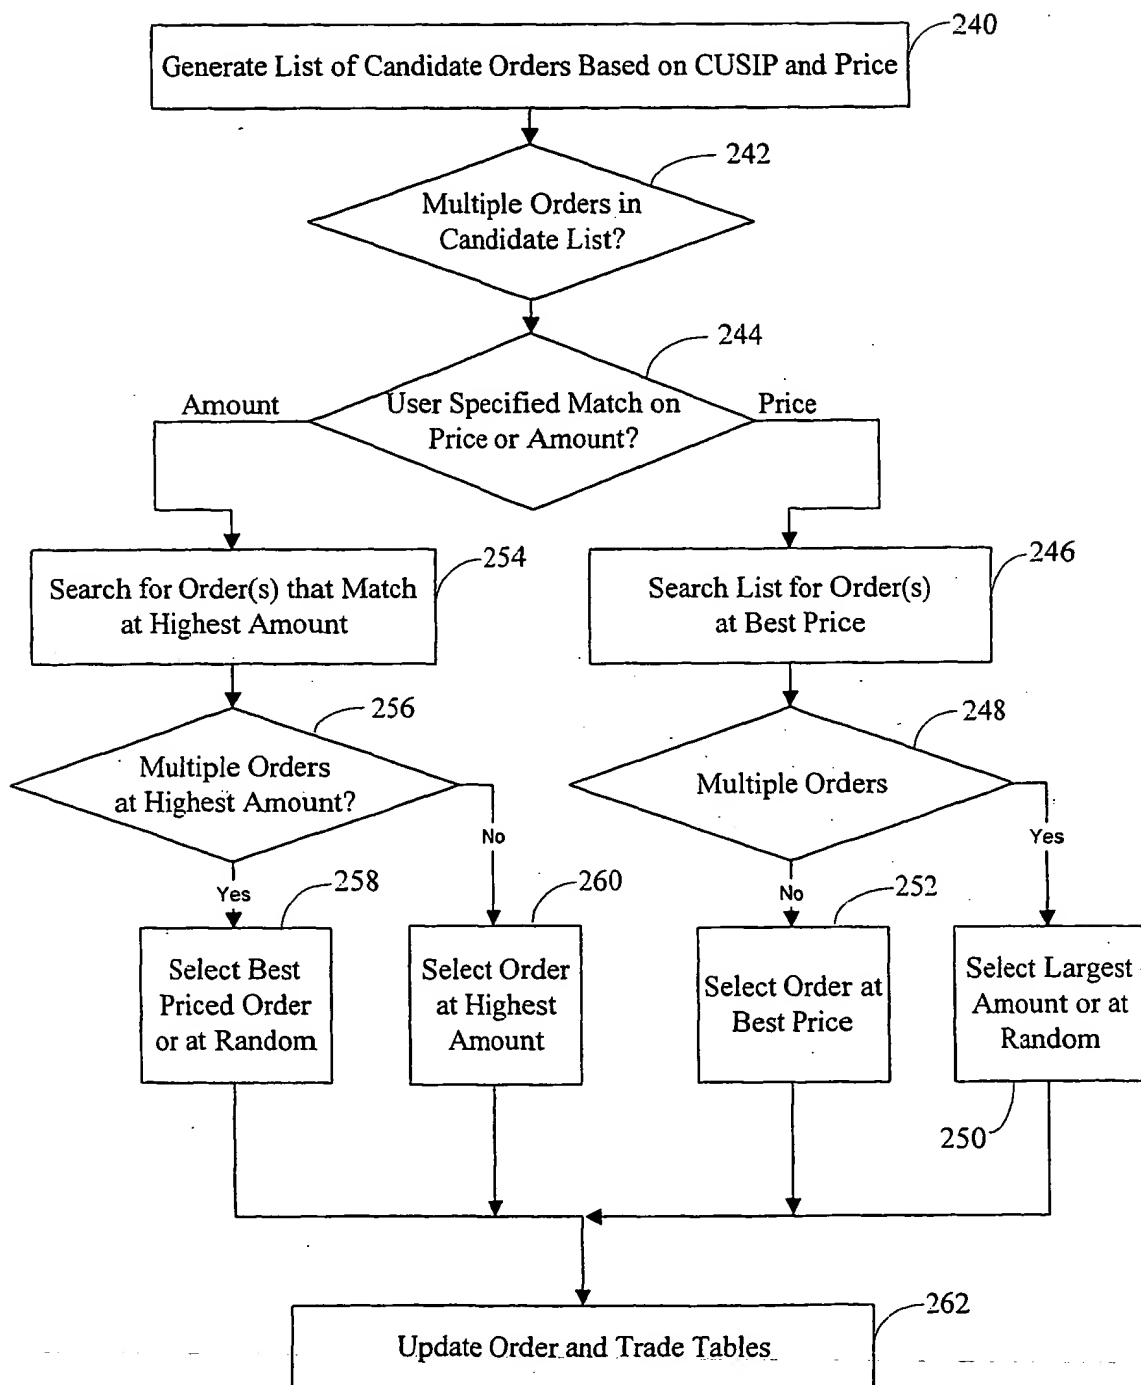 240
Generate List of Candidate Orders Based on CUSIP and Price
242
Multiple Orders in
Candidate List?
244
Amount
User Specified Match on
Price or Amount?
Price
254
Search for Order(s) that Match
at Highest Amount
246
Search List for Order(s)
at Best Price
256
Multiple Orders
at Highest Amount?
248
Multiple Orders
No
Yes
Yes
No
258
260
252
Select Best
Priced Order
or at Random
Select Order
at Highest
Amount
Select Order at
Best Price
Select Largest
Amount or at
Random
250
262
Update Order and Trade Tables